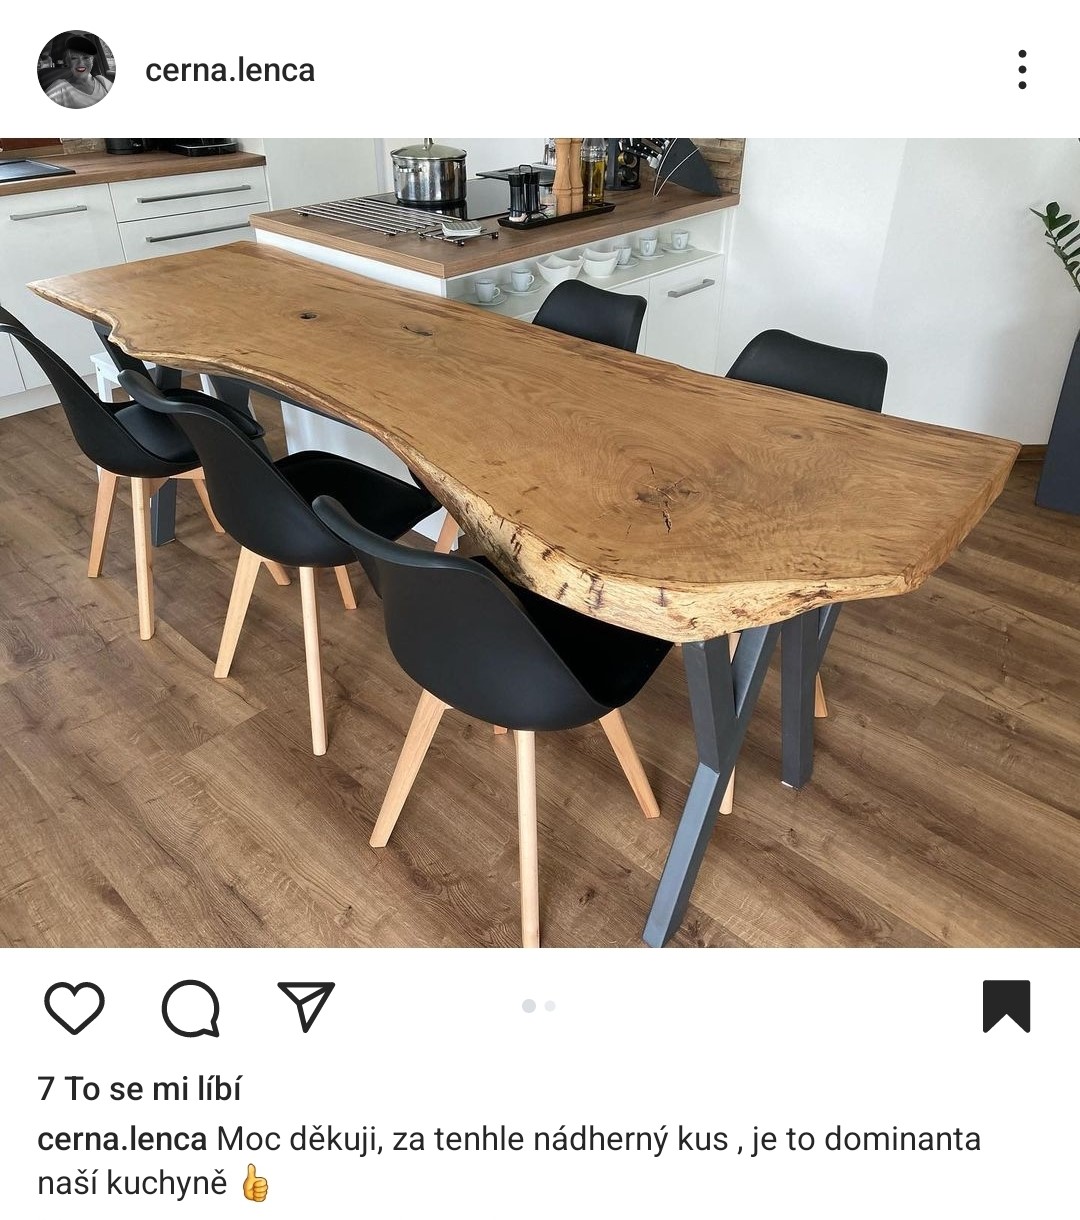 cerna.lenca
7 To se mi líbí
cerna.lenca Moc děkuji, za tenhle nádherný kus , je to dominanta
naší kuchyně 👍